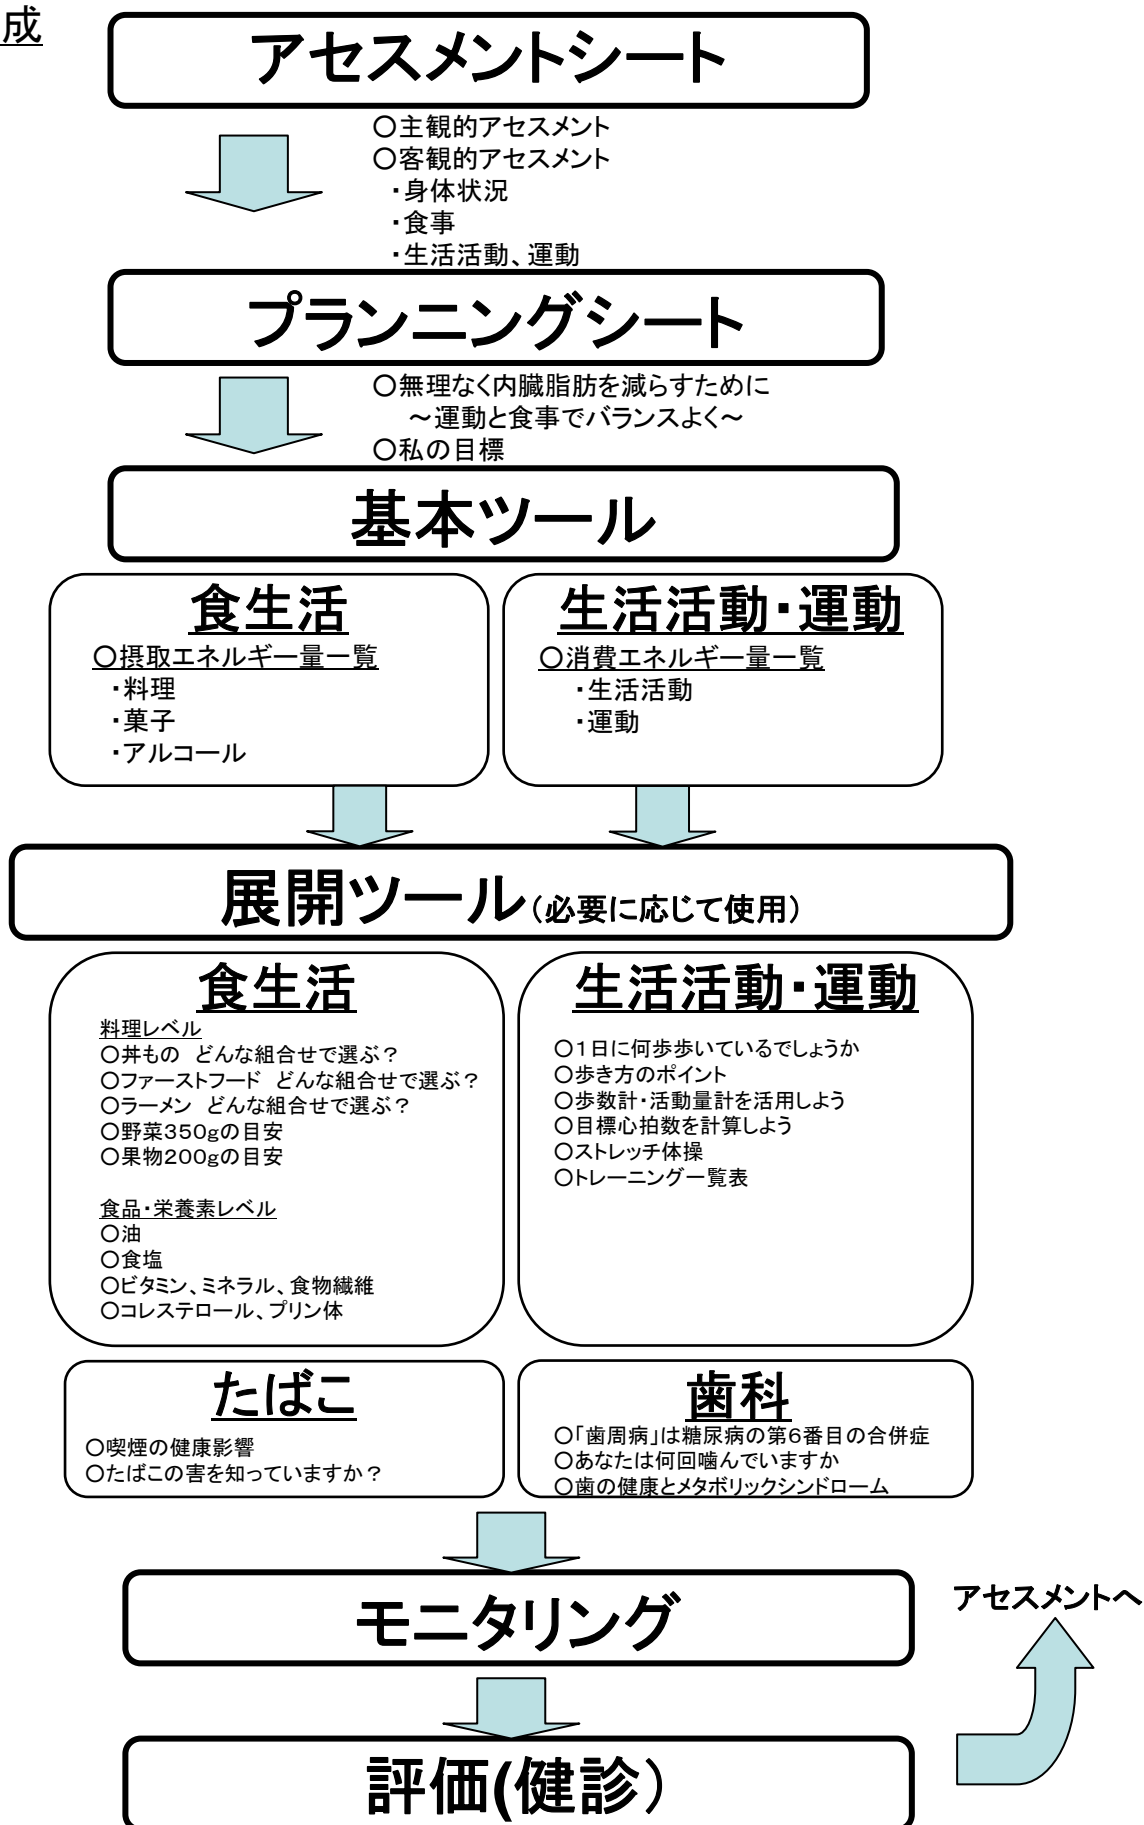 成
アセスメントシート
○主観的アセスメント
○客観的アセスメント
・身体状況
・食事
・生活活動、運動
プランニングシート
○無理なく内臓脂肪を減らすために
～運動と食事でバランスよく～
○私の目標
基本ツール
食生活
○摂取エネルギー量一覧
・料理
・菓子
・アルコール
生活活動・運動
○消費エネルギー量一覧
・生活活動
・運動
展開ツール（必要に応じて使用）
食生活
料理レベル
○丼もの　どんな組合せで選ぶ？
○ファーストフード　どんな組合せで選ぶ？
○ラーメン　どんな組合せで選ぶ？
○野菜350gの目安
○果物200gの目安
食品・栄養素レベル
○油
○食塩
○ビタミン、ミネラル、食物繊維
○コレステロール、プリン体
生活活動・運動
○１日に何歩歩いているでしょうか
○歩き方のポイント
○歩数計・活動量計を活用しよう
○目標心拍数を計算しよう
○ストレッチ体操
○トレーニング一覧表
たばこ
○喫煙の健康影響
○たばこの害を知っていますか？
歯科
○「歯周病」は糖尿病の第６番目の合併症
○あなたは何回噛んでいますか
○歯の健康とメタボリックシンドローム
モニタリング
アセスメントへ
評価(健診）